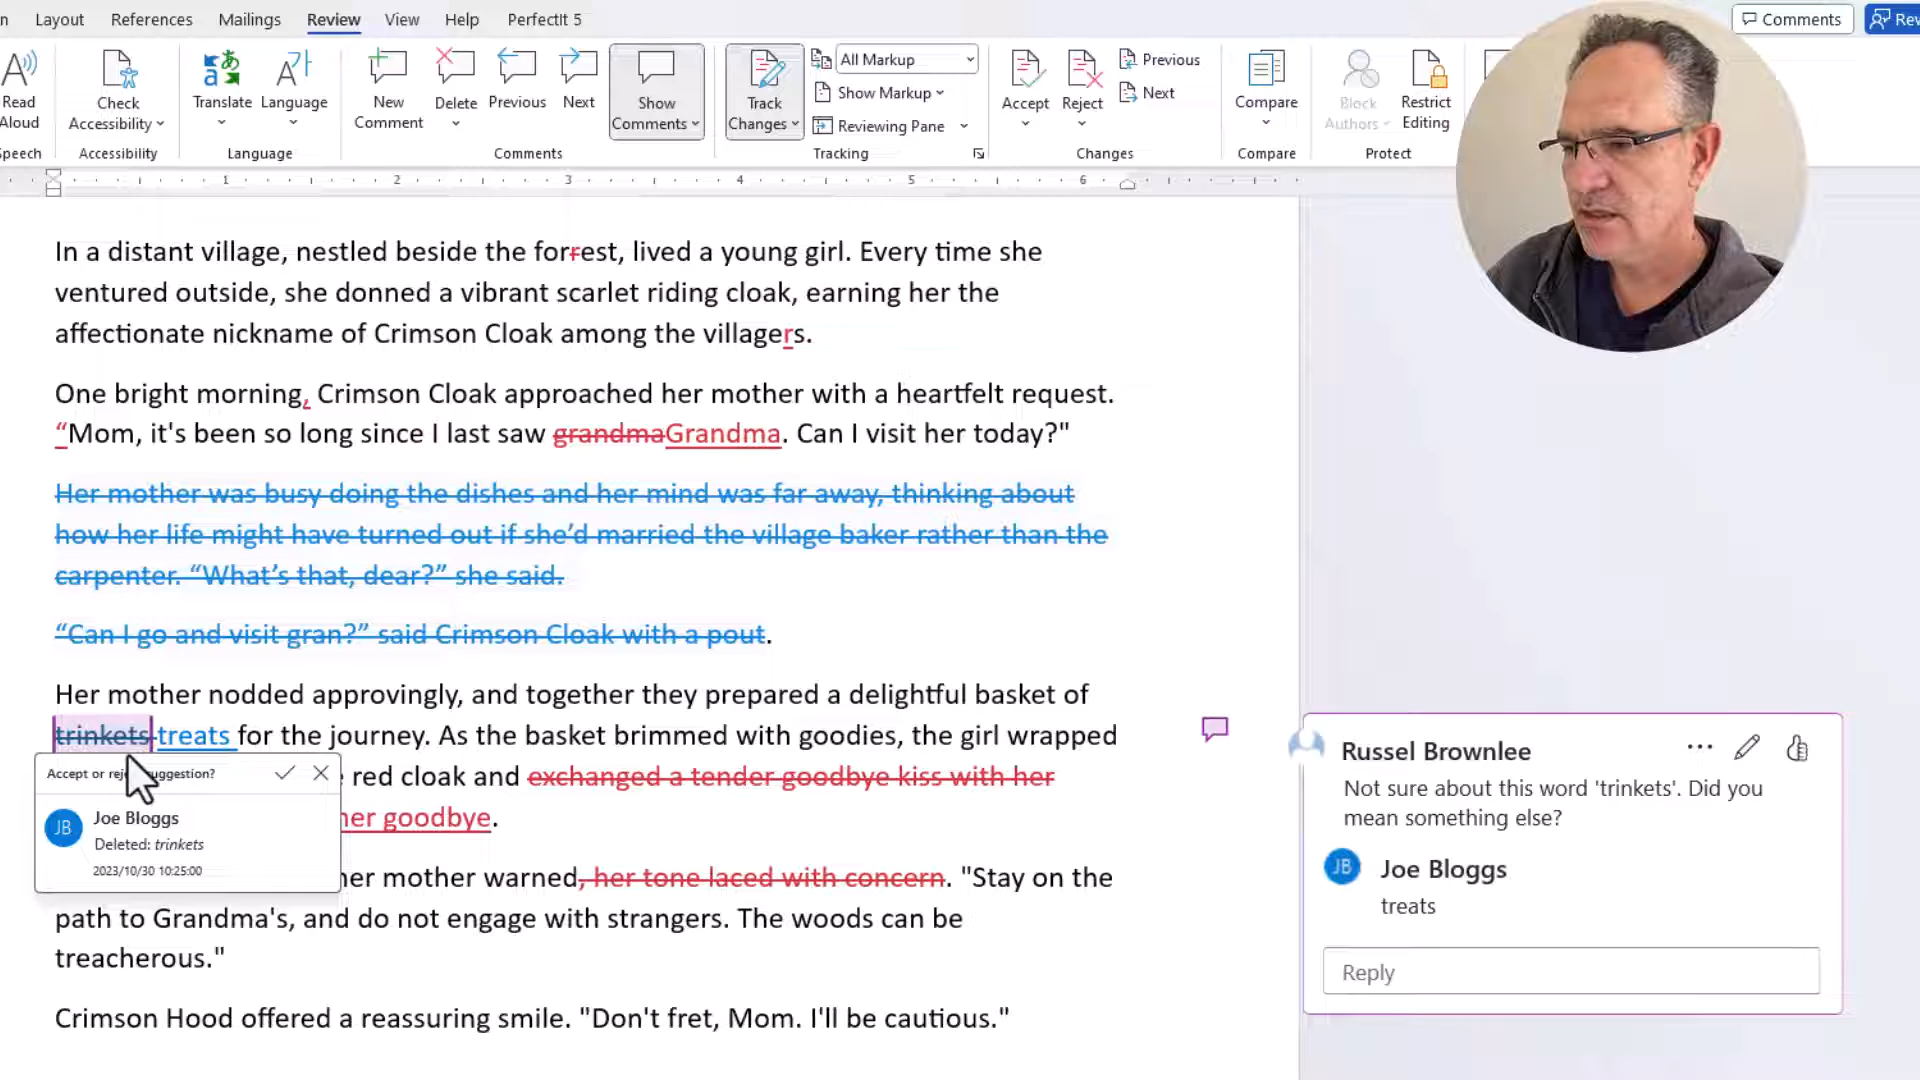 Layout References Mailings Review View Help PerfectIt 5 Comments
Read Aloud
Check Accessibility
Translate
Language
New Comment
Delete
Previous
Next
Show Comments
Track Changes
All Markup
Show Markup
Reviewing Pane
Accept
Reject
Previous
Next
Compare
Block Authors
Restrict Editing
Accessibility Language Comments Tracking Changes Compare Protect
1 2 3 4 5 6
In a distant village, nestled beside the forrest, lived a young girl. Every time she
ventured outside, she donned a vibrant scarlet riding cloak, earning her the
affectionate nickname of Crimson Cloak among the villagers.
One bright morning, Crimson Cloak approached her mother with a heartfelt request.
“Mom, it's been so long since I last saw grandmaGrandma. Can I visit her today?"
Her mother was busy doing the dishes and her mind was far away, thinking about
how her life might have turned out if she’d married the village baker rather than the
carpenter. “What’s that, dear?” she said.
“Can I go and visit gran?” said Crimson Cloak with a pout.
Her mother nodded approvingly, and together they prepared a delightful basket of
trinkets treats for the journey. As the basket brimmed with goodies, the girl wrapped
red cloak and exchanged a tender goodbye kiss with her
her goodbye.
her mother warned, her tone laced with concern. "Stay on the
path to Grandma's, and do not engage with strangers. The woods can be
treacherous."
Crimson Hood offered a reassuring smile. "Don't fret, Mom. I'll be cautious."
Accept or
JB
Joe Bloggs
Deleted: trinkets
2023/10/30 10:25:00
Russel Brownlee
Not sure about this word 'trinkets'. Did you
mean something else?
JB
Joe Bloggs
treats
Reply